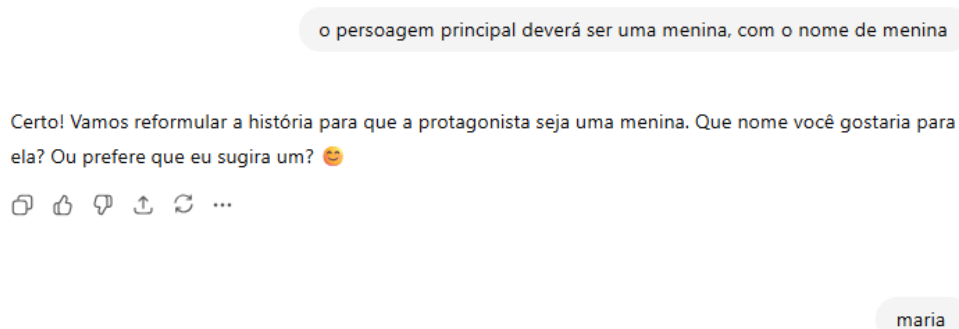 o persoagem principal deverá ser uma menina, com o nome de menina
Certo! Vamos reformular a história para que a protagonista seja uma menina. Que nome você gostaria para
ela? Ou prefere que eu sugira um? 😊
maria